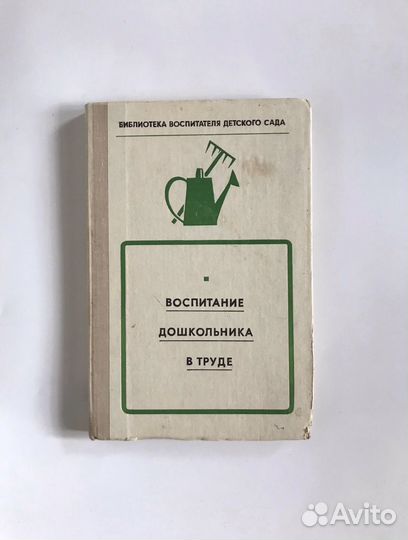 БИБЛИОТЕКА ВОСПИТАТЕЛЯ ДЕТСКОГО САДА
ВОСПИТАНИЕ
ДОШКОЛЬНИКА
В ТРУДЕ
Avito